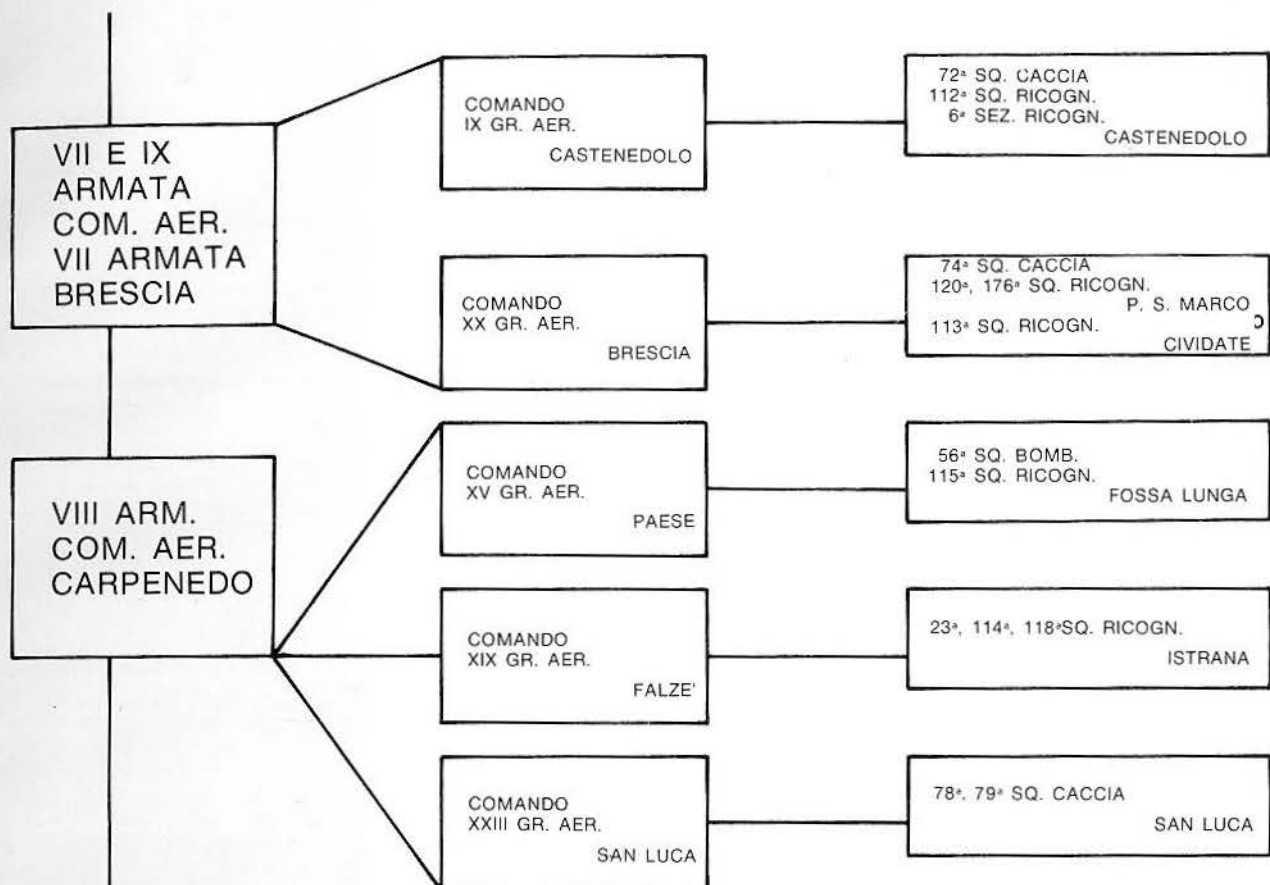 VII E IX
ARMATA
COM. AER.
VII ARMATA
BRESCIA
COMANDO
IX GR. AER.
CASTENEDOLO
72ª SQ. CACCIA
112ª SQ. RICOGN.
6ª SEZ. RICOGN.
CASTENEDOLO
COMANDO
XX GR. AER.
BRESCIA
74ª SQ. CACCIA
120ª, 176ª SQ. RICOGN.
P. S. MARCO
113ª SQ. RICOGN.
CIVIDATE
VIII ARM.
COM. AER.
CARPENEDO
COMANDO
XV GR. AER.
PAESE
56ª SQ. BOMB.
115ª SQ. RICOGN.
FOSSA LUNGA
COMANDO
XIX GR. AER.
FALZE'
23ª, 114ª, 118ªSQ. RICOGN.
ISTRANA
COMANDO
XXIII GR. AER.
SAN LUCA
78ª, 79ª SQ. CACCIA
SAN LUCA